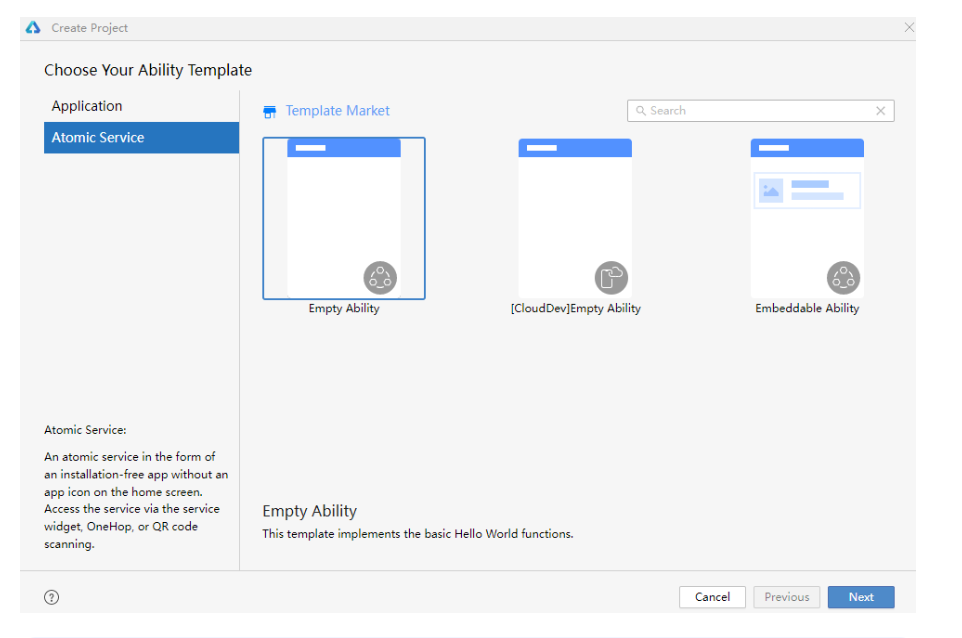 Create Project
Choose Your Ability Template
Application
Atomic Service
Template Market
Search
Empty Ability
[CloudDev]Empty Ability
Embeddable Ability
Atomic Service:
An atomic service in the form of
an installation-free app without an
app icon on the home screen.
Access the service via the service
widget, OneHop, or QR code
scanning.
Empty Ability
This template implements the basic Hello World functions.
?
Cancel
Previous
Next